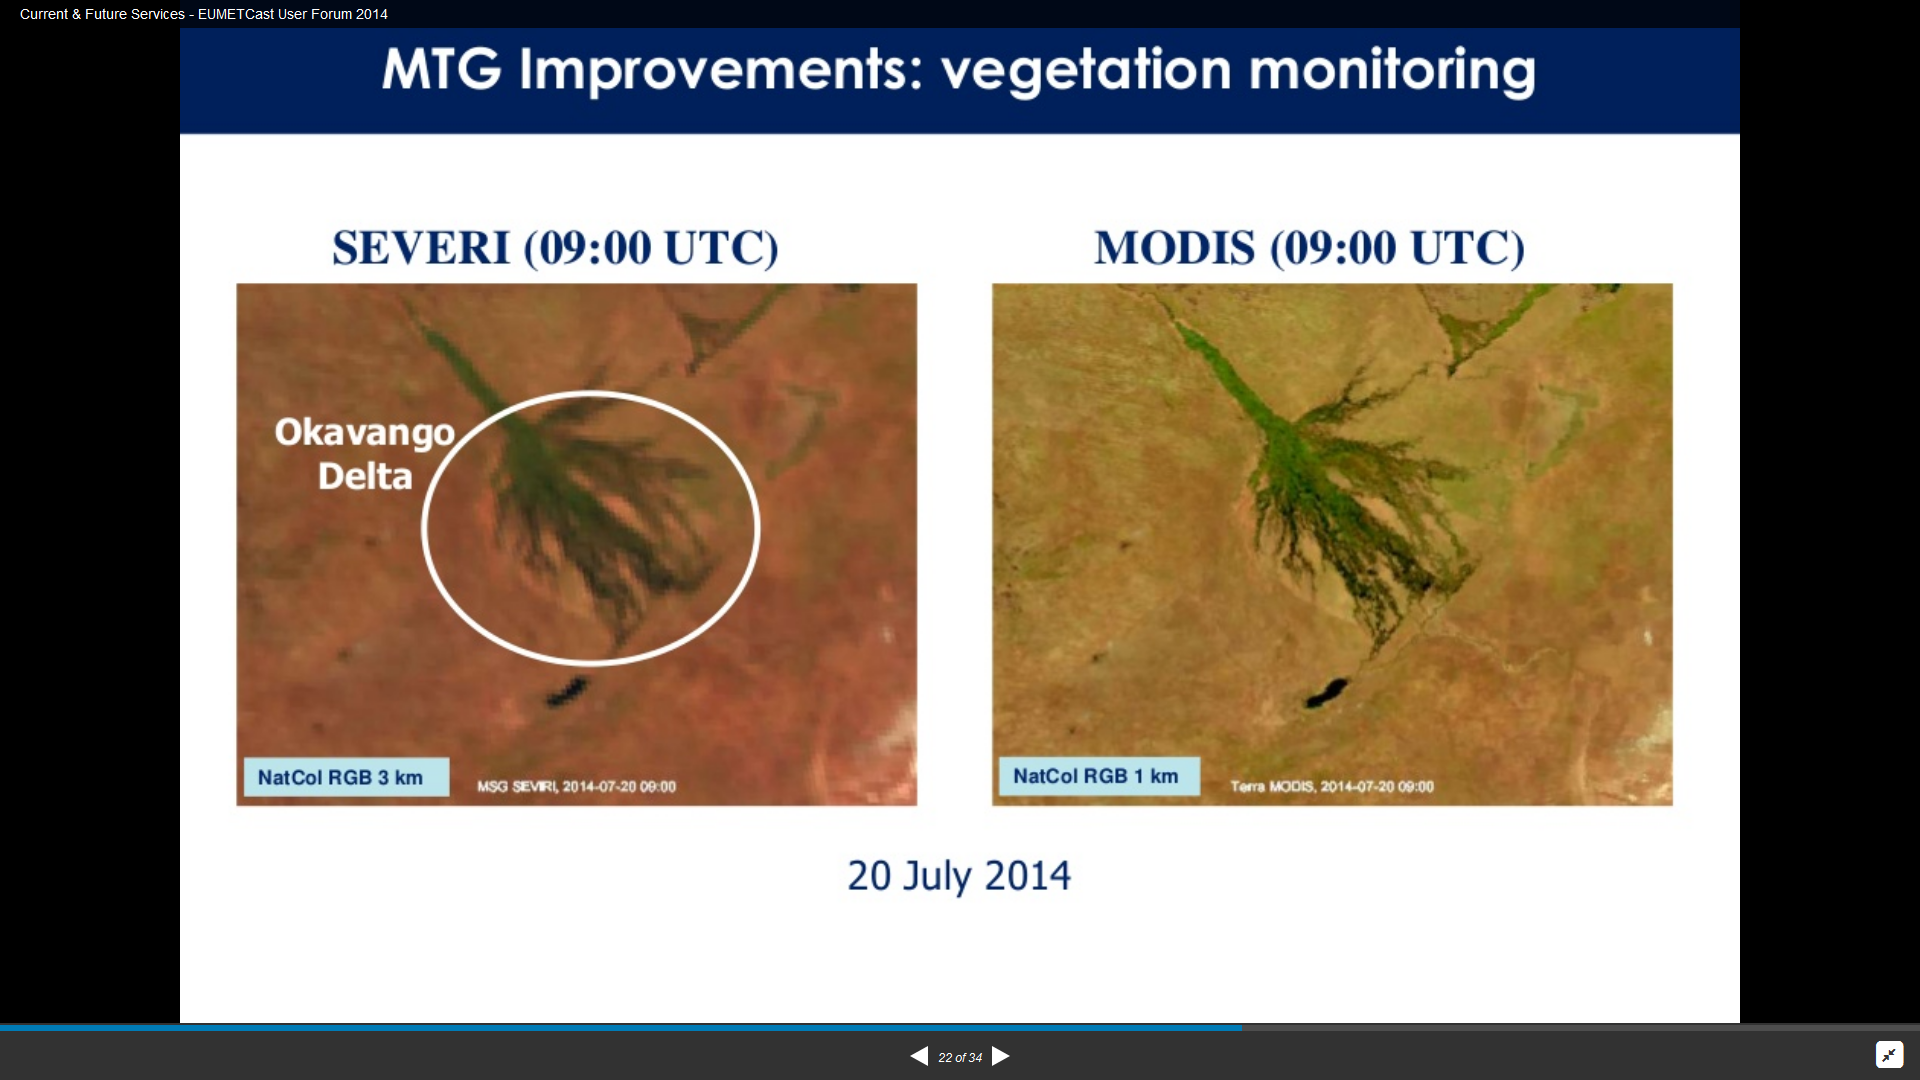 Current & Future Services - EUMETCast User Forum 2014
MTG Improvements: vegetation monitoring
SEVERI (09:00 UTC)
MODIS (09:00 UTC)
Okavango
Delta
NatCol RGB 3 km
MSG SEVIRI, 2014-07-20 09:00
NatCol RGB 1 km
Terra MODIS, 2014-07-20 09:00
20 July 2014
22 of 34